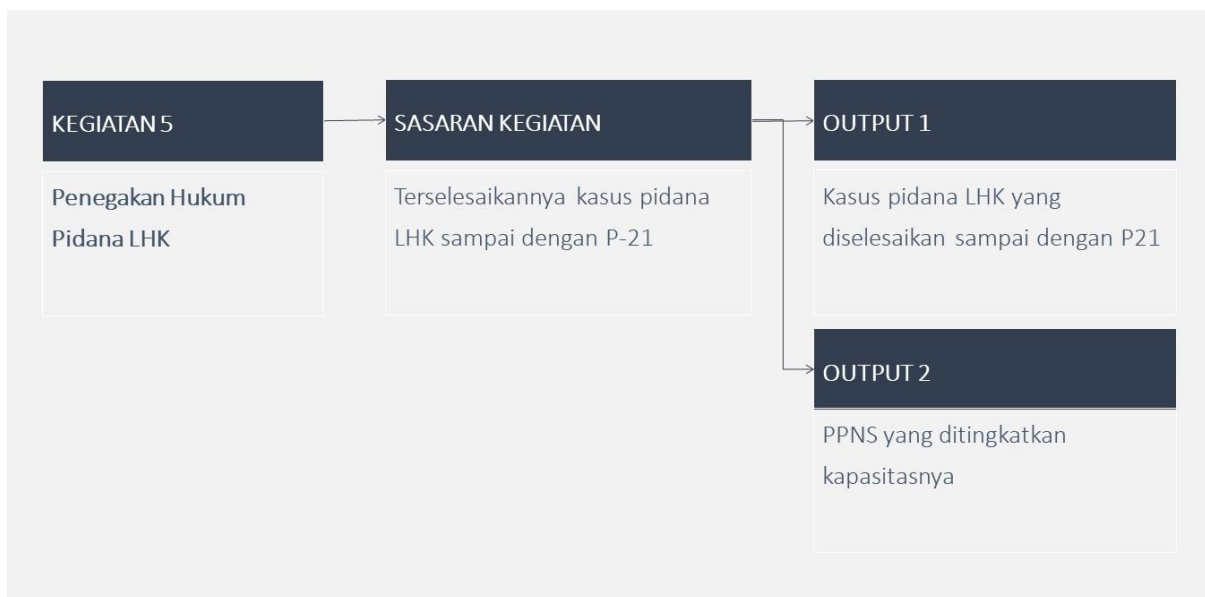 KEGIATAN 5
Penegakan Hukum
Pidana LHK
SASARAN KEGIATAN
Terselesaikannya kasus pidana
LHK sampai dengan P-21
OUTPUT 1
Kasus pidana LHK yang
diselesaikan sampai dengan P21
OUTPUT 2
PPNS yang ditingkatkan
kapasitasnya